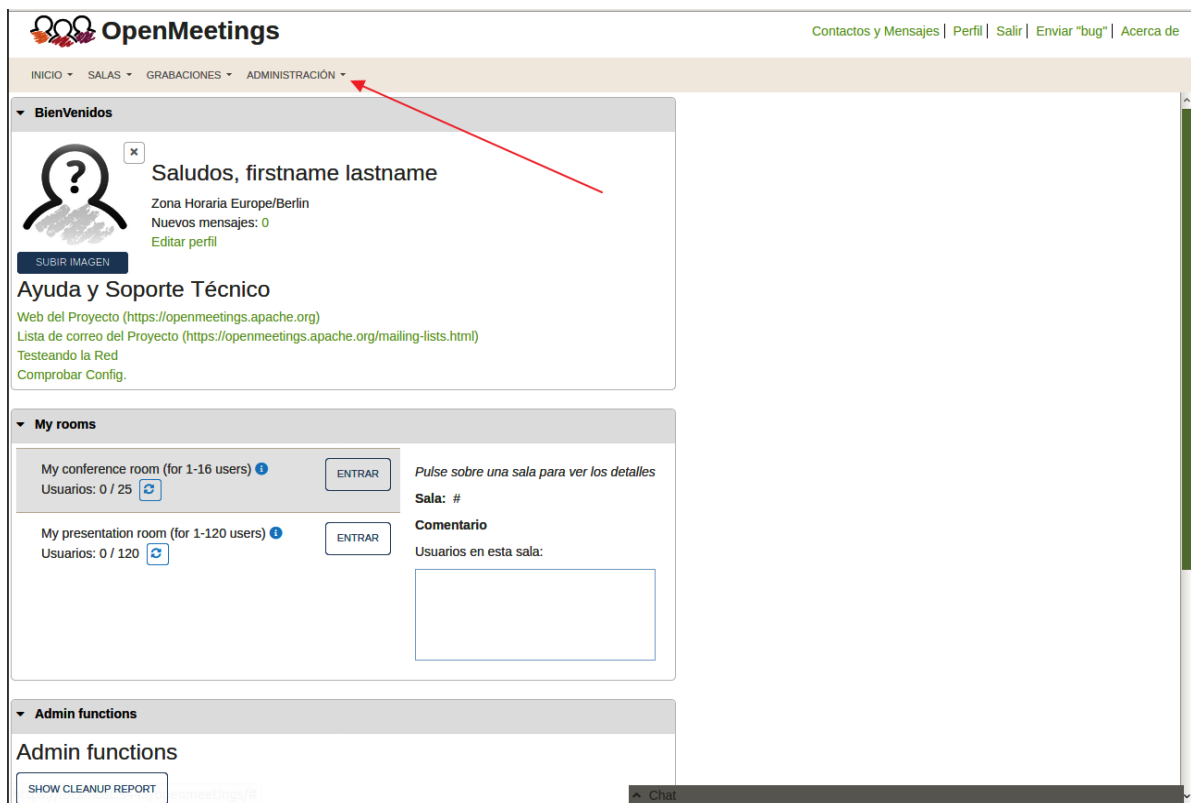 OpenMeetings
Contactos y Mensajes | Perfil | Salir | Enviar "bug" | Acerca de
INICIO SALAS GRABACIONES ADMINISTRACIÓN
BienVenidos
?
Saludos, firstname lastname
Zona Horaria Europe/Berlin
Nuevos mensajes: 0
Editar perfil
SUBIR IMAGEN
Ayuda y Soporte Técnico
Web del Proyecto (https://openmeetings.apache.org)
Lista de correo del Proyecto (https://openmeetings.apache.org/mailing-lists.html)
Testeando la Red
Comprobar Config.
My rooms
My conference room (for 1-16 users)
Usuarios: 0 / 25
ENTRAR
My presentation room (for 1-120 users)
Usuarios: 0 / 120
ENTRAR
Pulse sobre una sala para ver los detalles
Sala: #
Comentario
Usuarios en esta sala:
Admin functions
Admin functions
SHOW CLEANUP REPORT
Chat